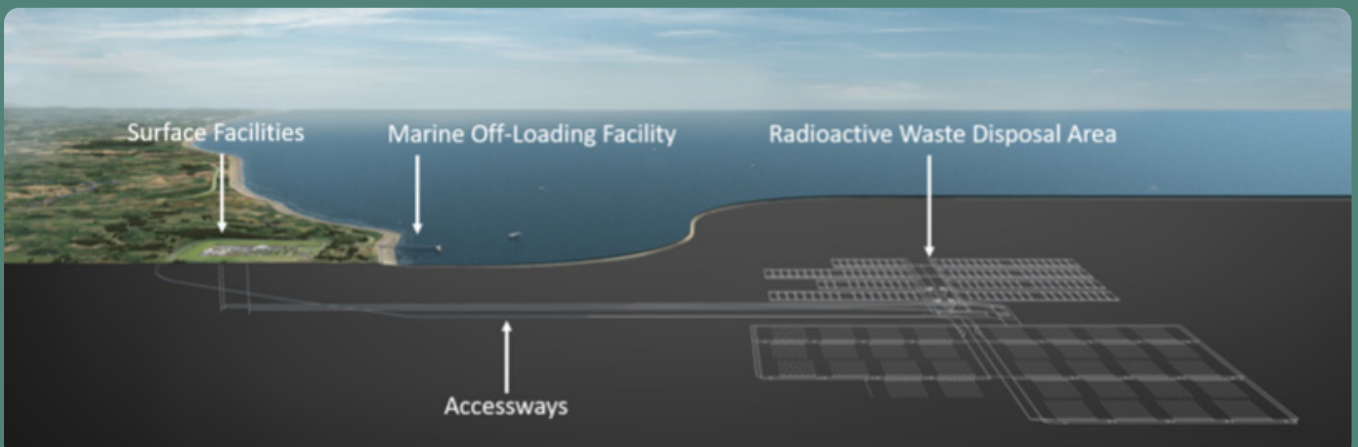 Surface Facilities
Marine Off-Loading Facility
Radioactive Waste Disposal Area
Accessways